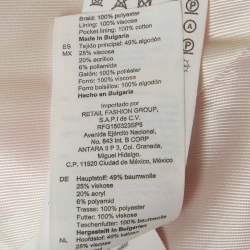 Braid: 100% polyester
Lining: 100% viscose
Pocket lining: 100% cotton
Made in Bulgaria
ES Tejido principal: 49% algodón
MX 25% viscosa
20% acrílico
6% poliamida
Galón: 100% poliéster
Forro: 100% viscosa
Forro bolsillos: 100% algodón
Hecho en Bulgaria
importado por
RETAIL FASHION GROUP,
S.A.P.I de C.V.
RFG150323SP5
Avenida Ejército Nacional
No. 843 Int. B CORP
ANTARA II P 3, Col. Granada,
Miguel Hidalgo,
C.P. 11520 Ciudad de México
DE Hauptstoff: 49% baumwolle
25% viskose
20% acryl
6% polyamid
Tresse: 100% polyester
Futter: 100% viskose
Taschenfutter: 100% baumwolle
Hergestellt in Bulgarien
NL Hoofdstof: 49% katoen
25% viscose